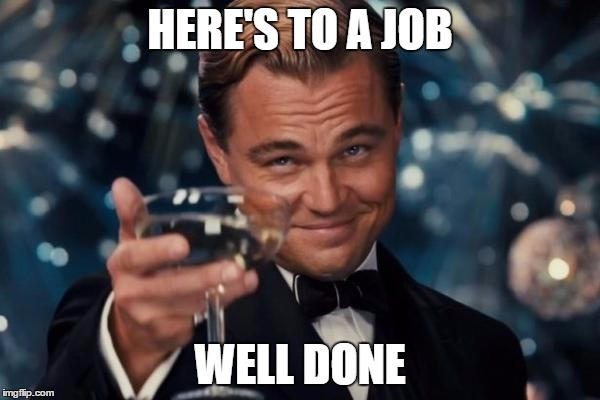 HERE'S TO A JOB
WELL DONE
imgflip.com